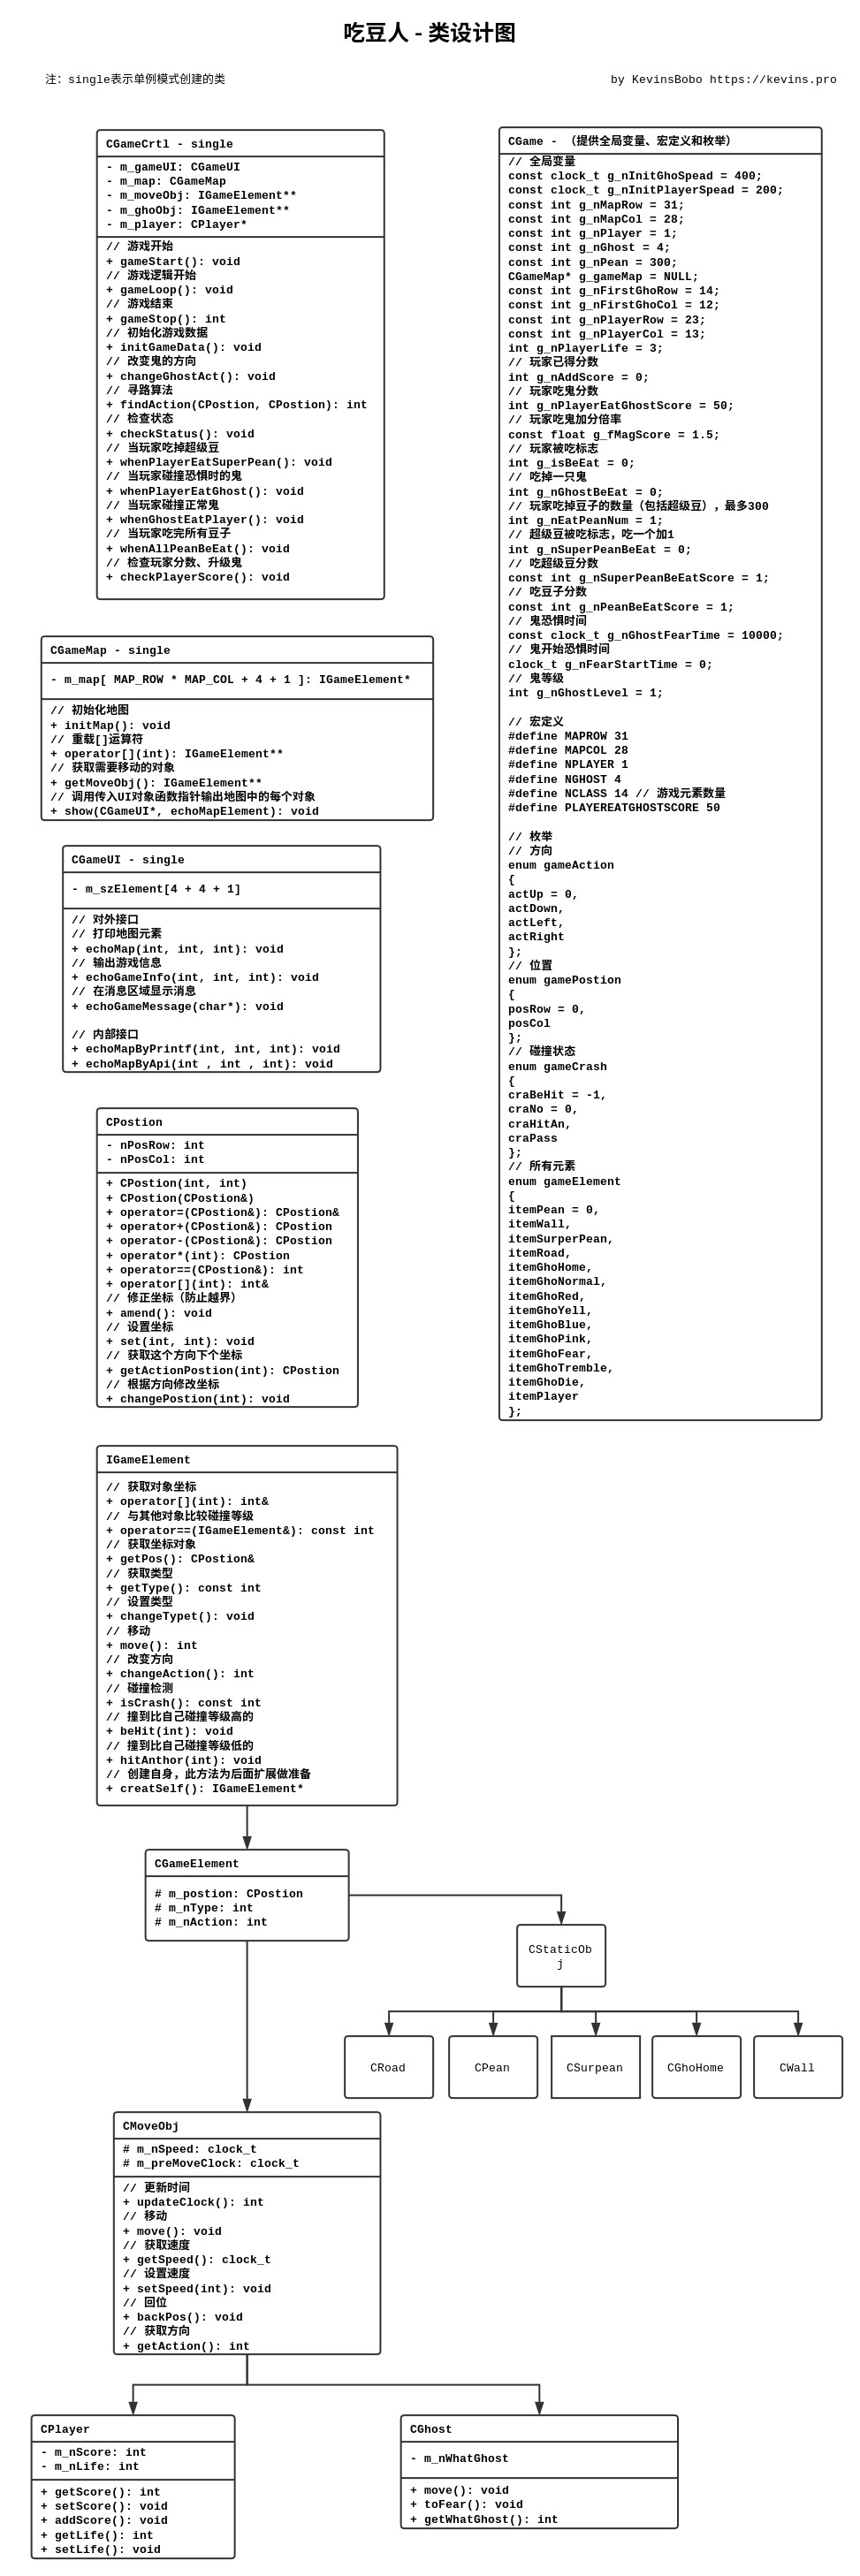 吃豆人 - 类设计图
注: single表示单例模式创建的类
by KevinsBobo https://kevins.pro
CGameCrtl - single
- m_gameUI: CGameUI
- m_map: CGameMap
- m_moveObj: IGameElement**
- m_ghoObj: IGameElement**
- m_player: CPlayer*
// 游戏开始
+ gameStart(): void
// 游戏逻辑开始
+ gameLoop(): void
// 游戏结束
+ gameStop(): int
// 初始化游戏数据
+ initGameData(): void
// 改变鬼的方向
+ changeGhostAct(): void
// 寻路算法
+ findAction(CPostion, CPostion): int
// 检查状态
+ checkStatus(): void
// 当玩家吃掉超级豆
+ whenPlayerEatSuperPean(): void
// 当玩家碰撞恐惧时的鬼
+ whenPlayerEatGhost(): void
// 当玩家碰撞正常鬼
+ whenGhostEatPlayer(): void
// 当玩家吃完所有豆子
+ whenAllPeanBeEat(): void
// 检查玩家分数、升级鬼
+ checkPlayerScore(): void
CGameMap - single
- m_map[ MAP_ROW * MAP_COL + 4 + 1 ]: IGameElement*
// 初始化地图
+ initMap(): void
// 重载[]运算符
+ operator[](int): IGameElement**
// 获取需要移动的对象
+ getMoveObj(): IGameElement**
// 调用传入UI对象函数指针输出地图中的每个对象
+ show(CGameUI*, echoMapElement): void
CGameUI - single
- m_szElement[4 + 4 + 1]
// 对外接口
// 打印地图元素
+ echoMap(int, int, int): void
// 输出游戏信息
+ echoGameInfo(int, int, int): void
// 在消息区域显示消息
+ echoGameMessage(char*): void
// 内部接口
+ echoMapByPrintf(int, int, int): void
+ echoMapByApi(int , int , int): void
CPostion
- nPosRow: int
- nPosCol: int
+ CPostion(int, int)
+ CPostion(CPostion&)
+ operator=(CPostion&): CPostion&
+ operator+(CPostion&): CPostion
+ operator-(CPostion&): CPostion
+ operator*(int): CPostion
+ operator==(CPostion&): int
+ operator[](int): int&
// 修正坐标（防止越界）
+ amend(): void
// 设置坐标
+ set(int, int): void
// 获取这个方向下个坐标
+ getActionPostion(int): CPostion
// 根据方向修改坐标
+ changePostion(int): void
CGame - （提供全局变量、宏定义和枚举）
// 全局变量
const clock_t g_nInitGhoSpead = 400;
const clock_t g_nInitPlayerSpead = 200;
const int g_nMapRow = 31;
const int g_nMapCol = 28;
const int g_nPlayer = 1;
const int g_nGhost = 4;
const int g_nPean = 300;
CGameMap* g_gameMap = NULL;
const int g_nFirstGhoRow = 14;
const int g_nFirstGhoCol = 12;
const int g_nPlayerRow = 23;
const int g_nPlayerCol = 13;
int g_nPlayerLife = 3;
// 玩家已得分数
int g_nAddScore = 0;
// 玩家吃鬼分数
int g_nPlayerEatGhostScore = 50;
// 玩家吃鬼加分倍率
const float g_fMagScore = 1.5;
// 玩家被吃标志
int g_isBeEat = 0;
// 吃掉一只鬼
int g_nGhostBeEat = 0;
// 玩家吃掉豆子的数量（包括超级豆），最多300
int g_nEatPeanNum = 1;
// 超级豆被吃标志，吃一个加1
int g_nSuperPeanBeEat = 0;
// 吃超级豆分数
const int g_nSuperPeanBeEatScore = 1;
// 吃豆子分数
const int g_nPeanBeEatScore = 1;
// 鬼恐惧时间
const clock_t g_nGhostFearTime = 10000;
// 鬼开始恐惧时间
clock_t g_nFearStartTime = 0;
// 鬼等级
int g_nGhostLevel = 1;
// 宏定义
#define MAPROW 31
#define MAPCOL 28
#define NPLAYER 1
#define NGHOST 4
#define NCLASS 14 // 游戏元素数量
#define PLAYEREATGHOSTSCORE 50
// 枚举
// 方向
enum gameAction
{
actUp = 0,
actDown,
actLeft,
actRight
};
// 位置
enum gamePostion
{
posRow = 0,
posCol
};
// 碰撞状态
enum gameCrash
{
craBeHit = -1,
craNo = 0,
craHitAn,
craPass
};
// 所有元素
enum gameElement
{
itemPean = 0,
itemWall,
itemSurperPean,
itemRoad,
itemGhoHome,
itemGhoNormal,
itemGhoRed,
itemGhoYell,
itemGhoBlue,
itemGhoPink,
itemGhoFear,
itemGhoTremble,
itemGhoDie,
itemPlayer
};
IGameElement
// 获取对象坐标
+ operator[](int): int&
// 与其他对象比较碰撞等级
+ operator==(IGameElement&): const int
// 获取坐标对象
+ getPos(): CPostion&
// 获取类型
+ getType(): const int
// 设置类型
+ changeTypet(): void
// 移动
+ move(): int
// 改变方向
+ changeAction(): int
// 碰撞检测
+ isCrash(): const int
// 撞到比自己碰撞等级高的
+ beHit(int): void
// 撞到比自己碰撞等级低的
+ hitAnthor(int): void
// 创建自身，此方法为后面扩展做准备
+ creatSelf(): IGameElement*
CGameElement
# m_postion: CPostion
# m_nType: int
# m_nAction: int
CStaticOb
j
CRoad
CPean
CSurpean
CGhoHome
CWall
CMoveObj
# m_nSpeed: clock_t
# m_preMoveClock: clock_t
// 更新时间
+ updateClock(): int
// 移动
+ move(): void
// 获取速度
+ getSpeed(): clock_t
// 设置速度
+ setSpeed(int): void
// 回位
+ backPos(): void
// 获取方向
+ getAction(): int
CPlayer
- m_nScore: int
- m_nLife: int
+ getScore(): int
+ setScore(): void
+ addScore(): void
+ getLife(): int
+ setLife(): void
CGhost
- m_nWhatGhost
+ move(): void
+ toFear(): void
+ getWhatGhost(): int